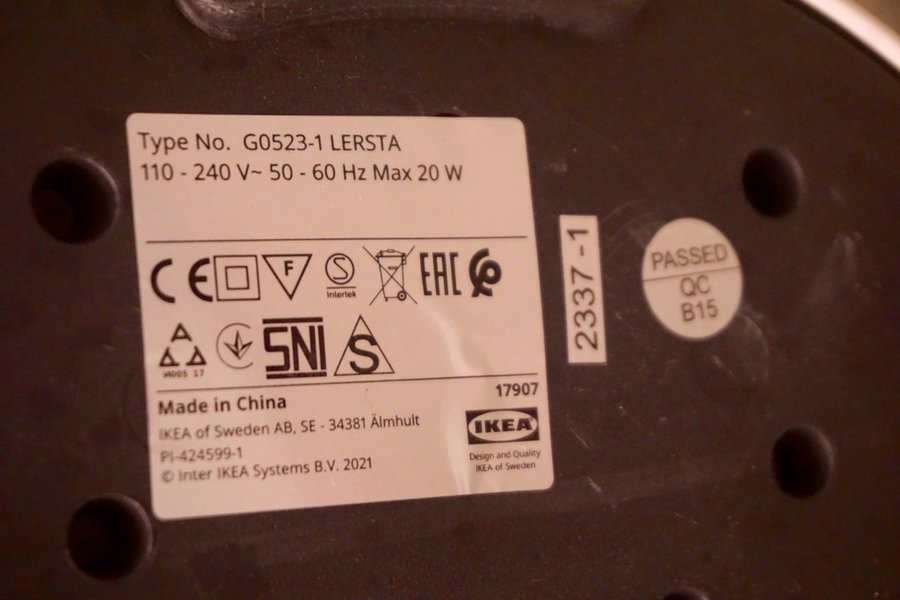 Type No. G0523-1 LERSTA
110 - 240 V~ 50 - 60 Hz Max 20 W
CE F S Intertek EAC
SNI S
Made in China
17907
IKEA of Sweden AB, SE - 34381 Älmhult
PI-424599-1
© Inter IKEA Systems B.V. 2021
IKEA
Design and Quality
IKEA of Sweden
2337 -1
PASSED
QC
B15